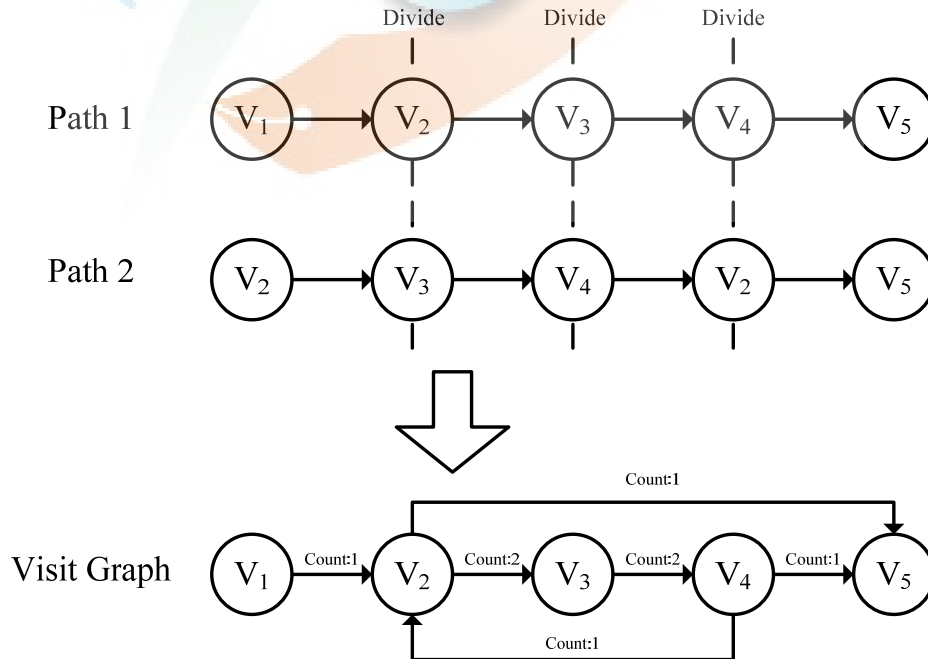 Divide Divide Divide
Path 1 V₁ V₂ V₃ V₄ V₅
Path 2 V₂ V₃ V₄ V₂ V₅
Count:1
Visit Graph V₁ Count:1 V₂ Count:2 V₃ Count:2 V₄ Count:1 V₅
Count:1